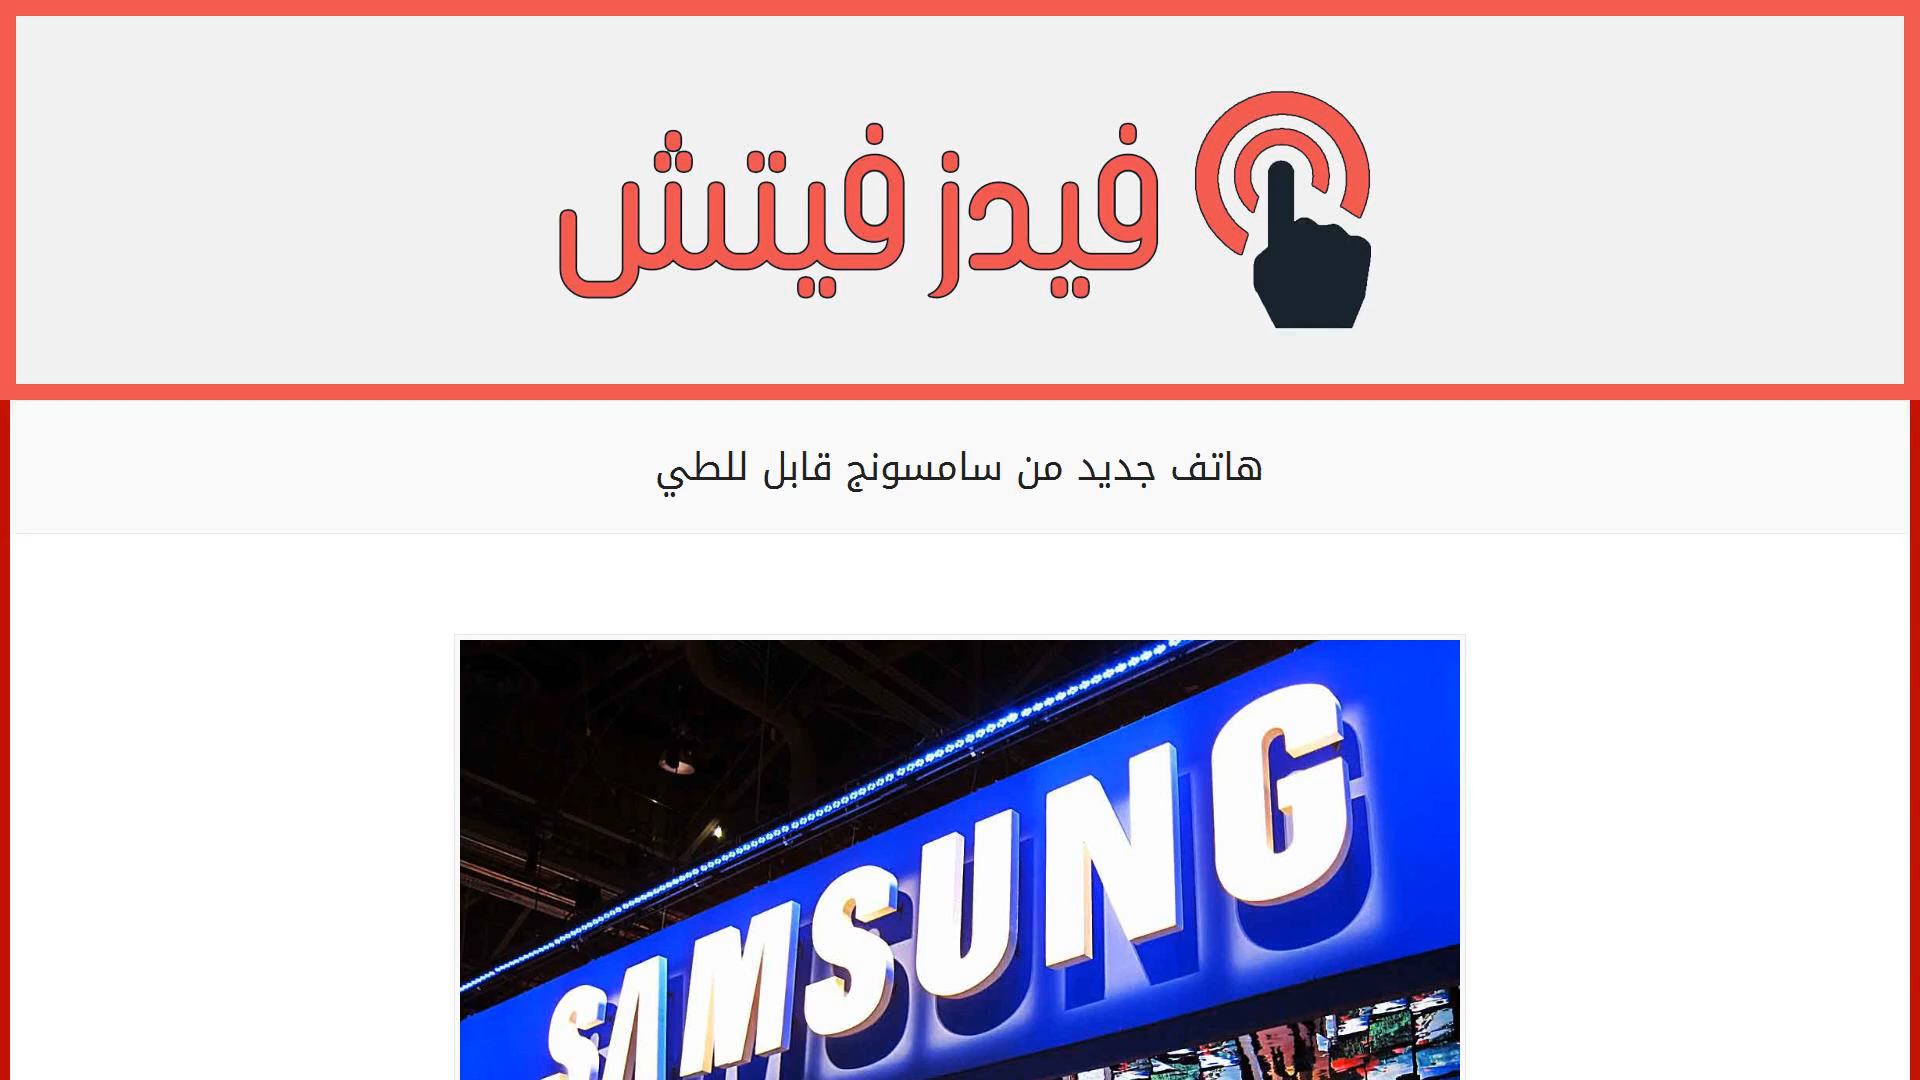 فيدز فيتش
هاتف جديد من سامسونج قابل للطي
SAMSUNG